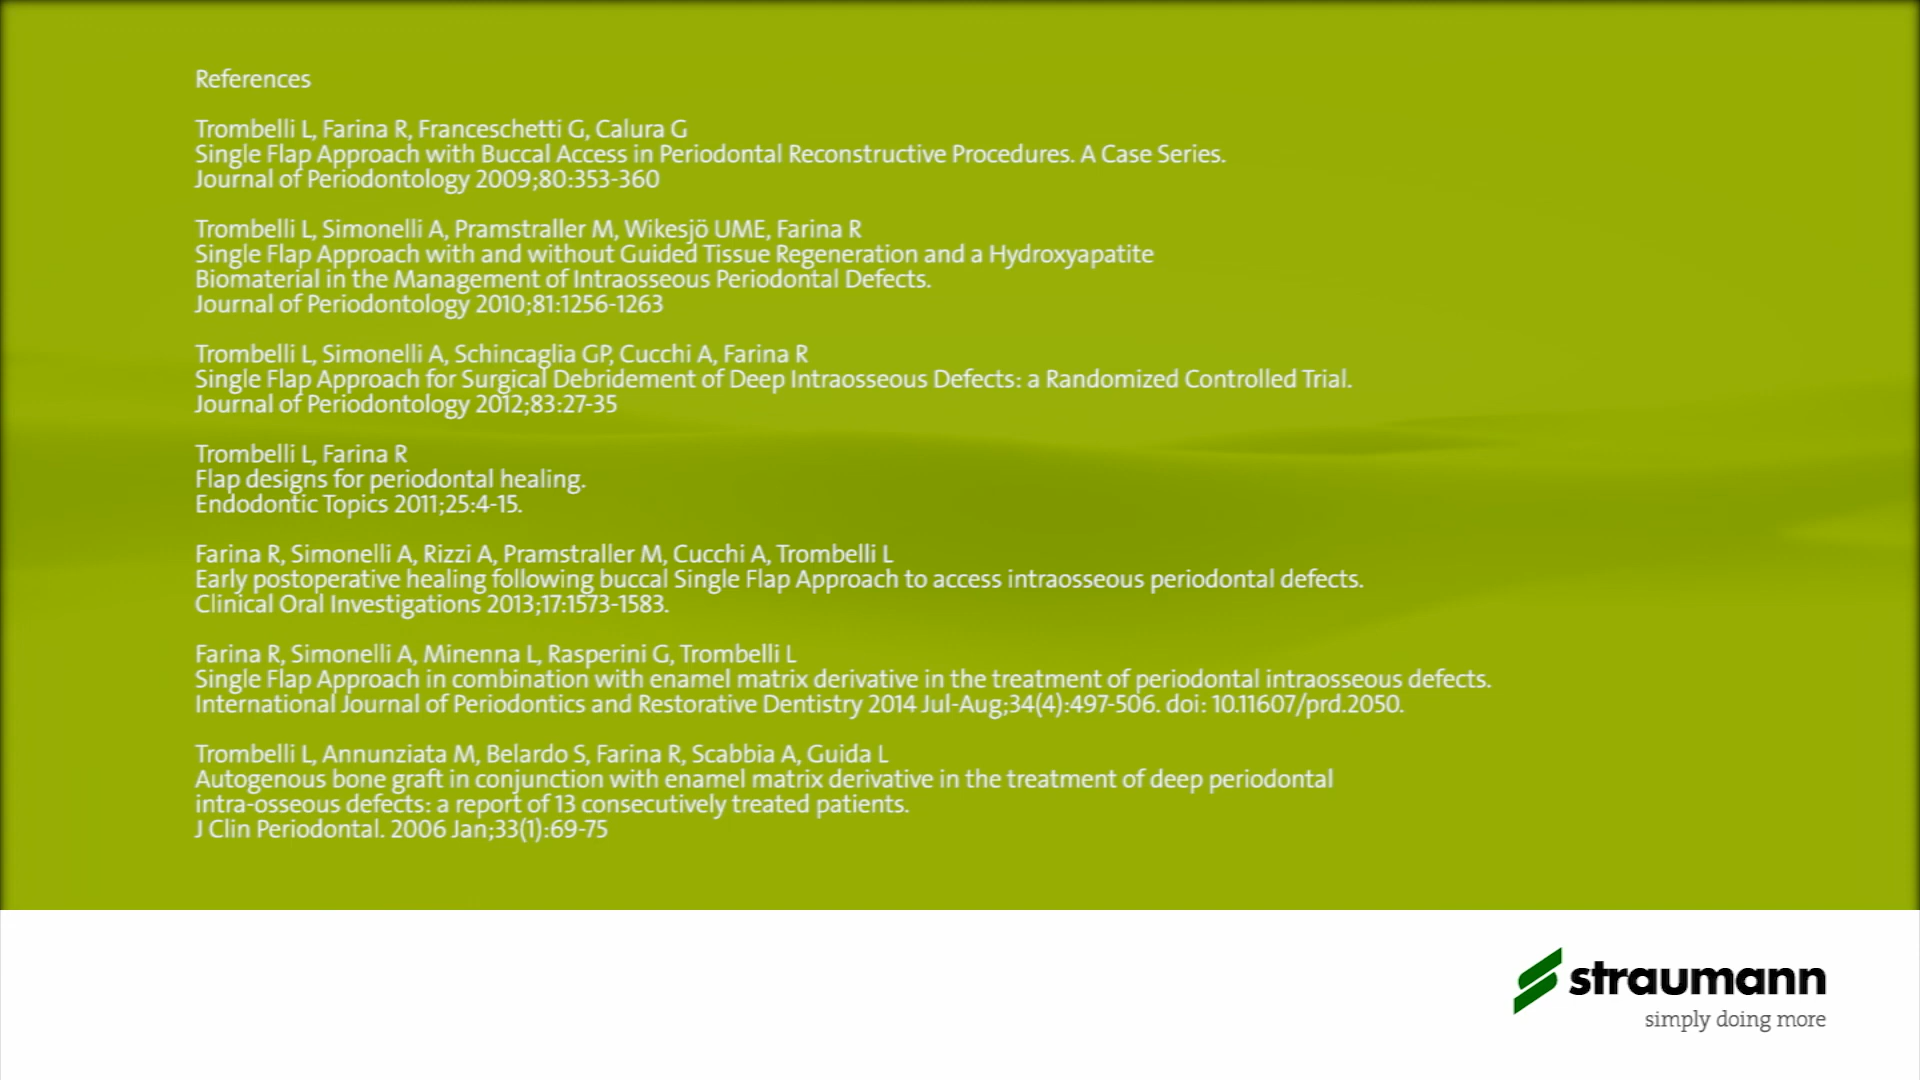 References
Trombelli L, Farina R, Franceschetti G, Calura G
Single Flap Approach with Buccal Access in Periodontal Reconstructive Procedures. A Case Series.
Journal of Periodontology 2009;80:353-360
Trombelli L, Simonelli A, Pramstraller M, Wikesjö UME, Farina R
Single Flap Approach with and without Guided Tissue Regeneration and a Hydroxyapatite
Biomaterial in the Management of Intraosseous Periodontal Defects.
Journal of Periodontology 2010;81:1256-1263
Trombelli L, Simonelli A, Schincaglia GP, Cucchi A, Farina R
Single Flap Approach for Surgical Debridement of Deep Intraosseous Defects: a Randomized Controlled Trial.
Journal of Periodontology 2012;83:27-35
Trombelli L, Farina R
Flap designs for periodontal healing.
Endodontic Topics 2011;25:4-15.
Farina R, Simonelli A, Rizzi A, Pramstraller M, Cucchi A, Trombelli L
Early postoperative healing following buccal Single Flap Approach to access intraosseous periodontal defects.
Clinical Oral Investigations 2013;17:1573-1583.
Farina R, Simonelli A, Minenna L, Rasperini G, Trombelli L
Single Flap Approach in combination with enamel matrix derivative in the treatment of periodontal intraosseous defects.
International Journal of Periodontics and Restorative Dentistry 2014 Jul-Aug;34(4):497-506. doi: 10.11607/prd.2050.
Trombelli L, Annunziata M, Belardo S, Farina R, Scabbia A, Guida L
Autogenous bone graft in conjunction with enamel matrix derivative in the treatment of deep periodontal
intra-osseous defects: a report of 13 consecutively treated patients.
J Clin Periodontal. 2006 Jan;33(1):69-75
straumann
simply doing more